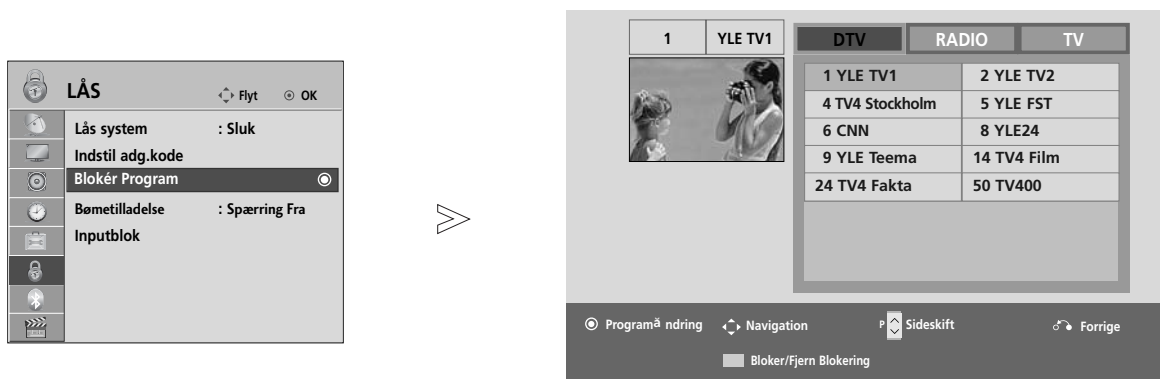 LÅS Flyt OK
Lås system : Sluk
Indstil adg.kode
Blokér Program
Børnetilladelse : Spærring Fra
Inputblok
1 YLE TV1
DTV RADIO TV
1 YLE TV1 2 YLE TV2
4 TV4 Stockholm 5 YLE FST
6 CNN 8 YLE24
9 YLE Teema 14 TV4 Film
24 TV4 Fakta 50 TV400
Programă ndring Navigation P Sideskift Forrige
Bloker/Fjern Blokering